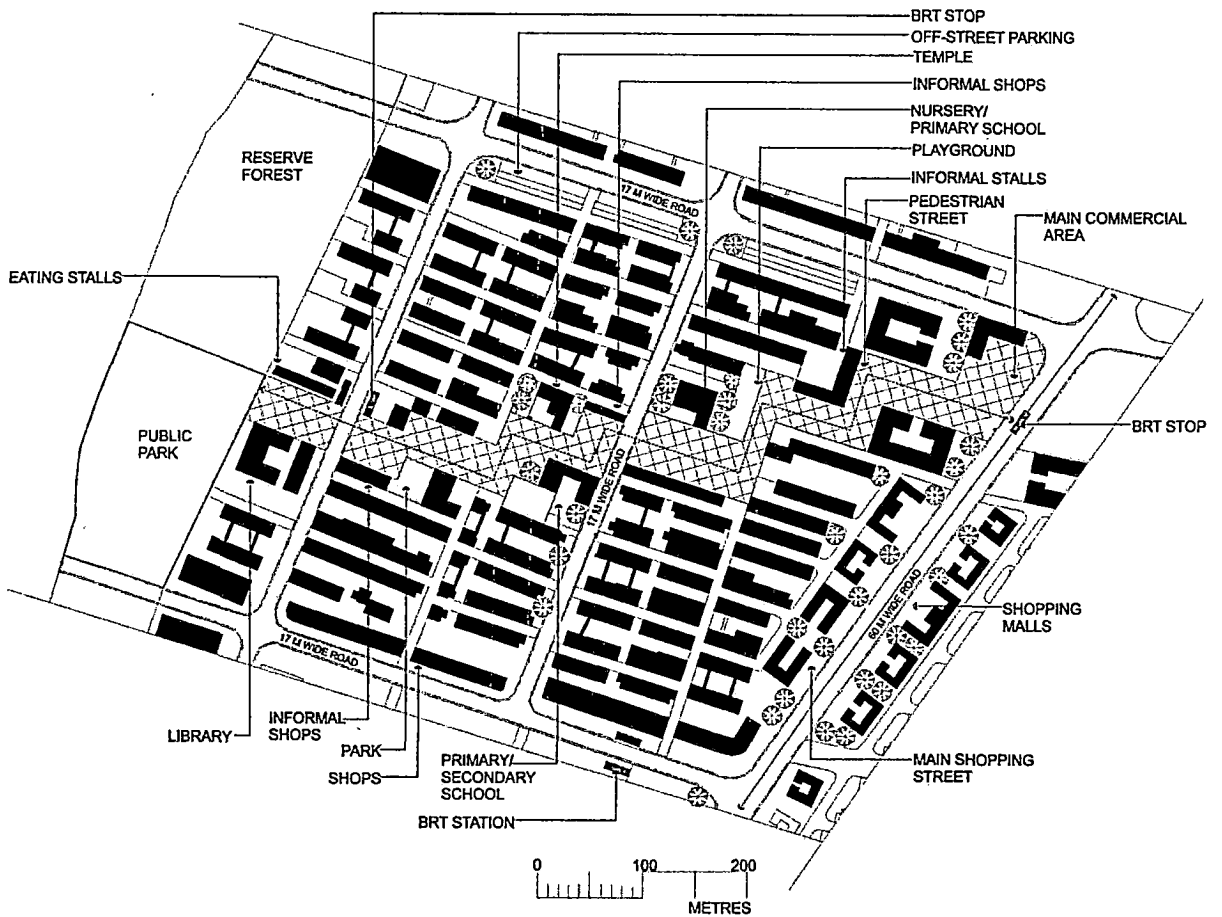 BRT STOP
OFF-STREET PARKING
TEMPLE
INFORMAL SHOPS
NURSERY/
PRIMARY SCHOOL
PLAYGROUND
INFORMAL STALLS
PEDESTRIAN
STREET
MAIN COMMERCIAL
AREA
RESERVE
FOREST
17 M WIDE ROAD
EATING STALLS
PUBLIC
PARK
BRT STOP
17 M WIDE ROAD
60 M WIDE ROAD
SHOPPING
MALLS
17 M WIDE ROAD
LIBRARY
INFORMAL
SHOPS
PARK
SHOPS
PRIMARY/
SECONDARY
SCHOOL
BRT STATION
MAIN SHOPPING
STREET
0 100 200
METRES